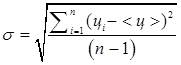 σ = √( Σ_{i=1}^{n} (y_i − <y>)² / (n−1) )